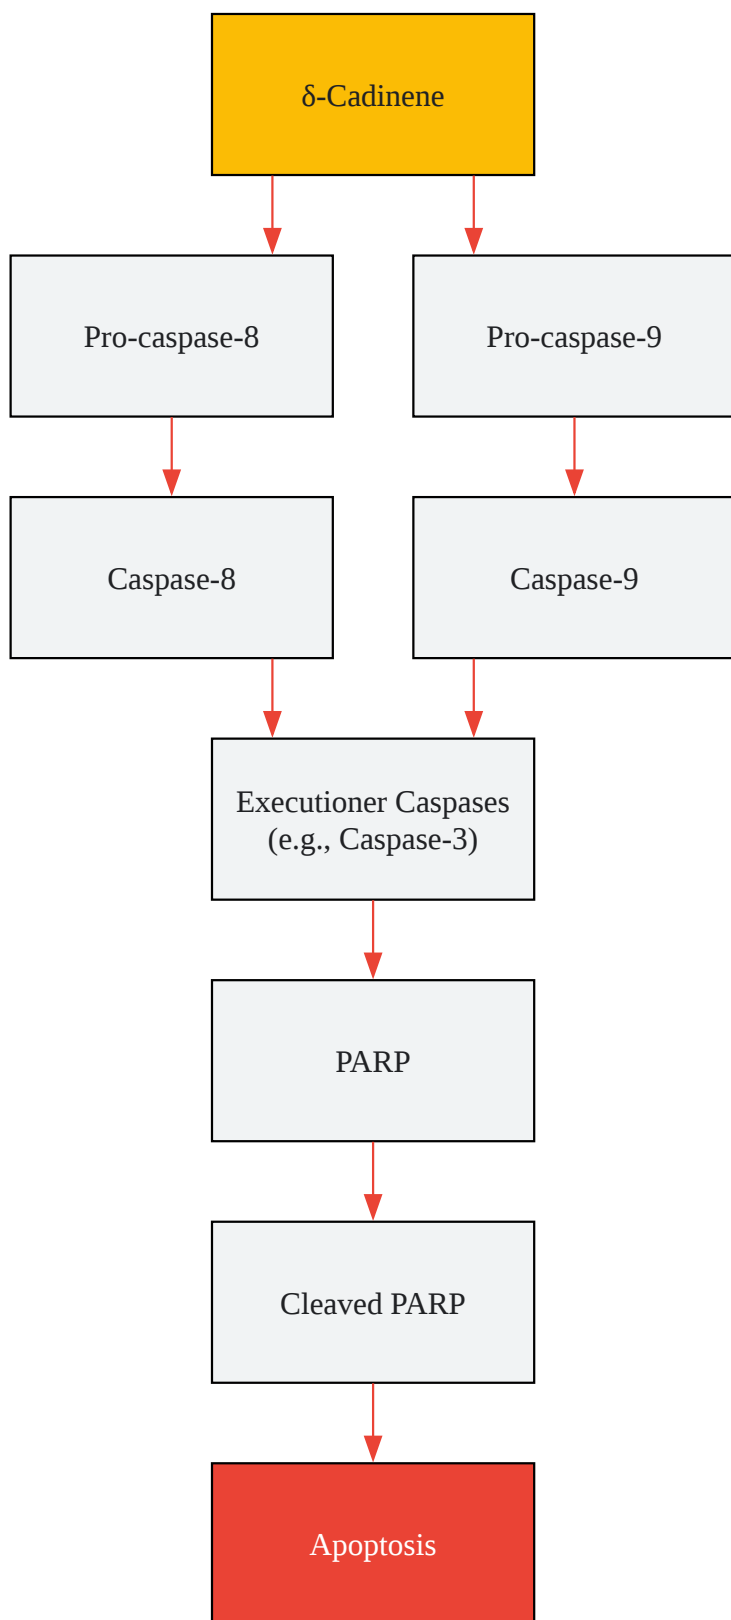 δ-Cadinene
Pro-caspase-8
Pro-caspase-9
Caspase-8
Caspase-9
Executioner Caspases
(e.g., Caspase-3)
PARP
Cleaved PARP
Apoptosis